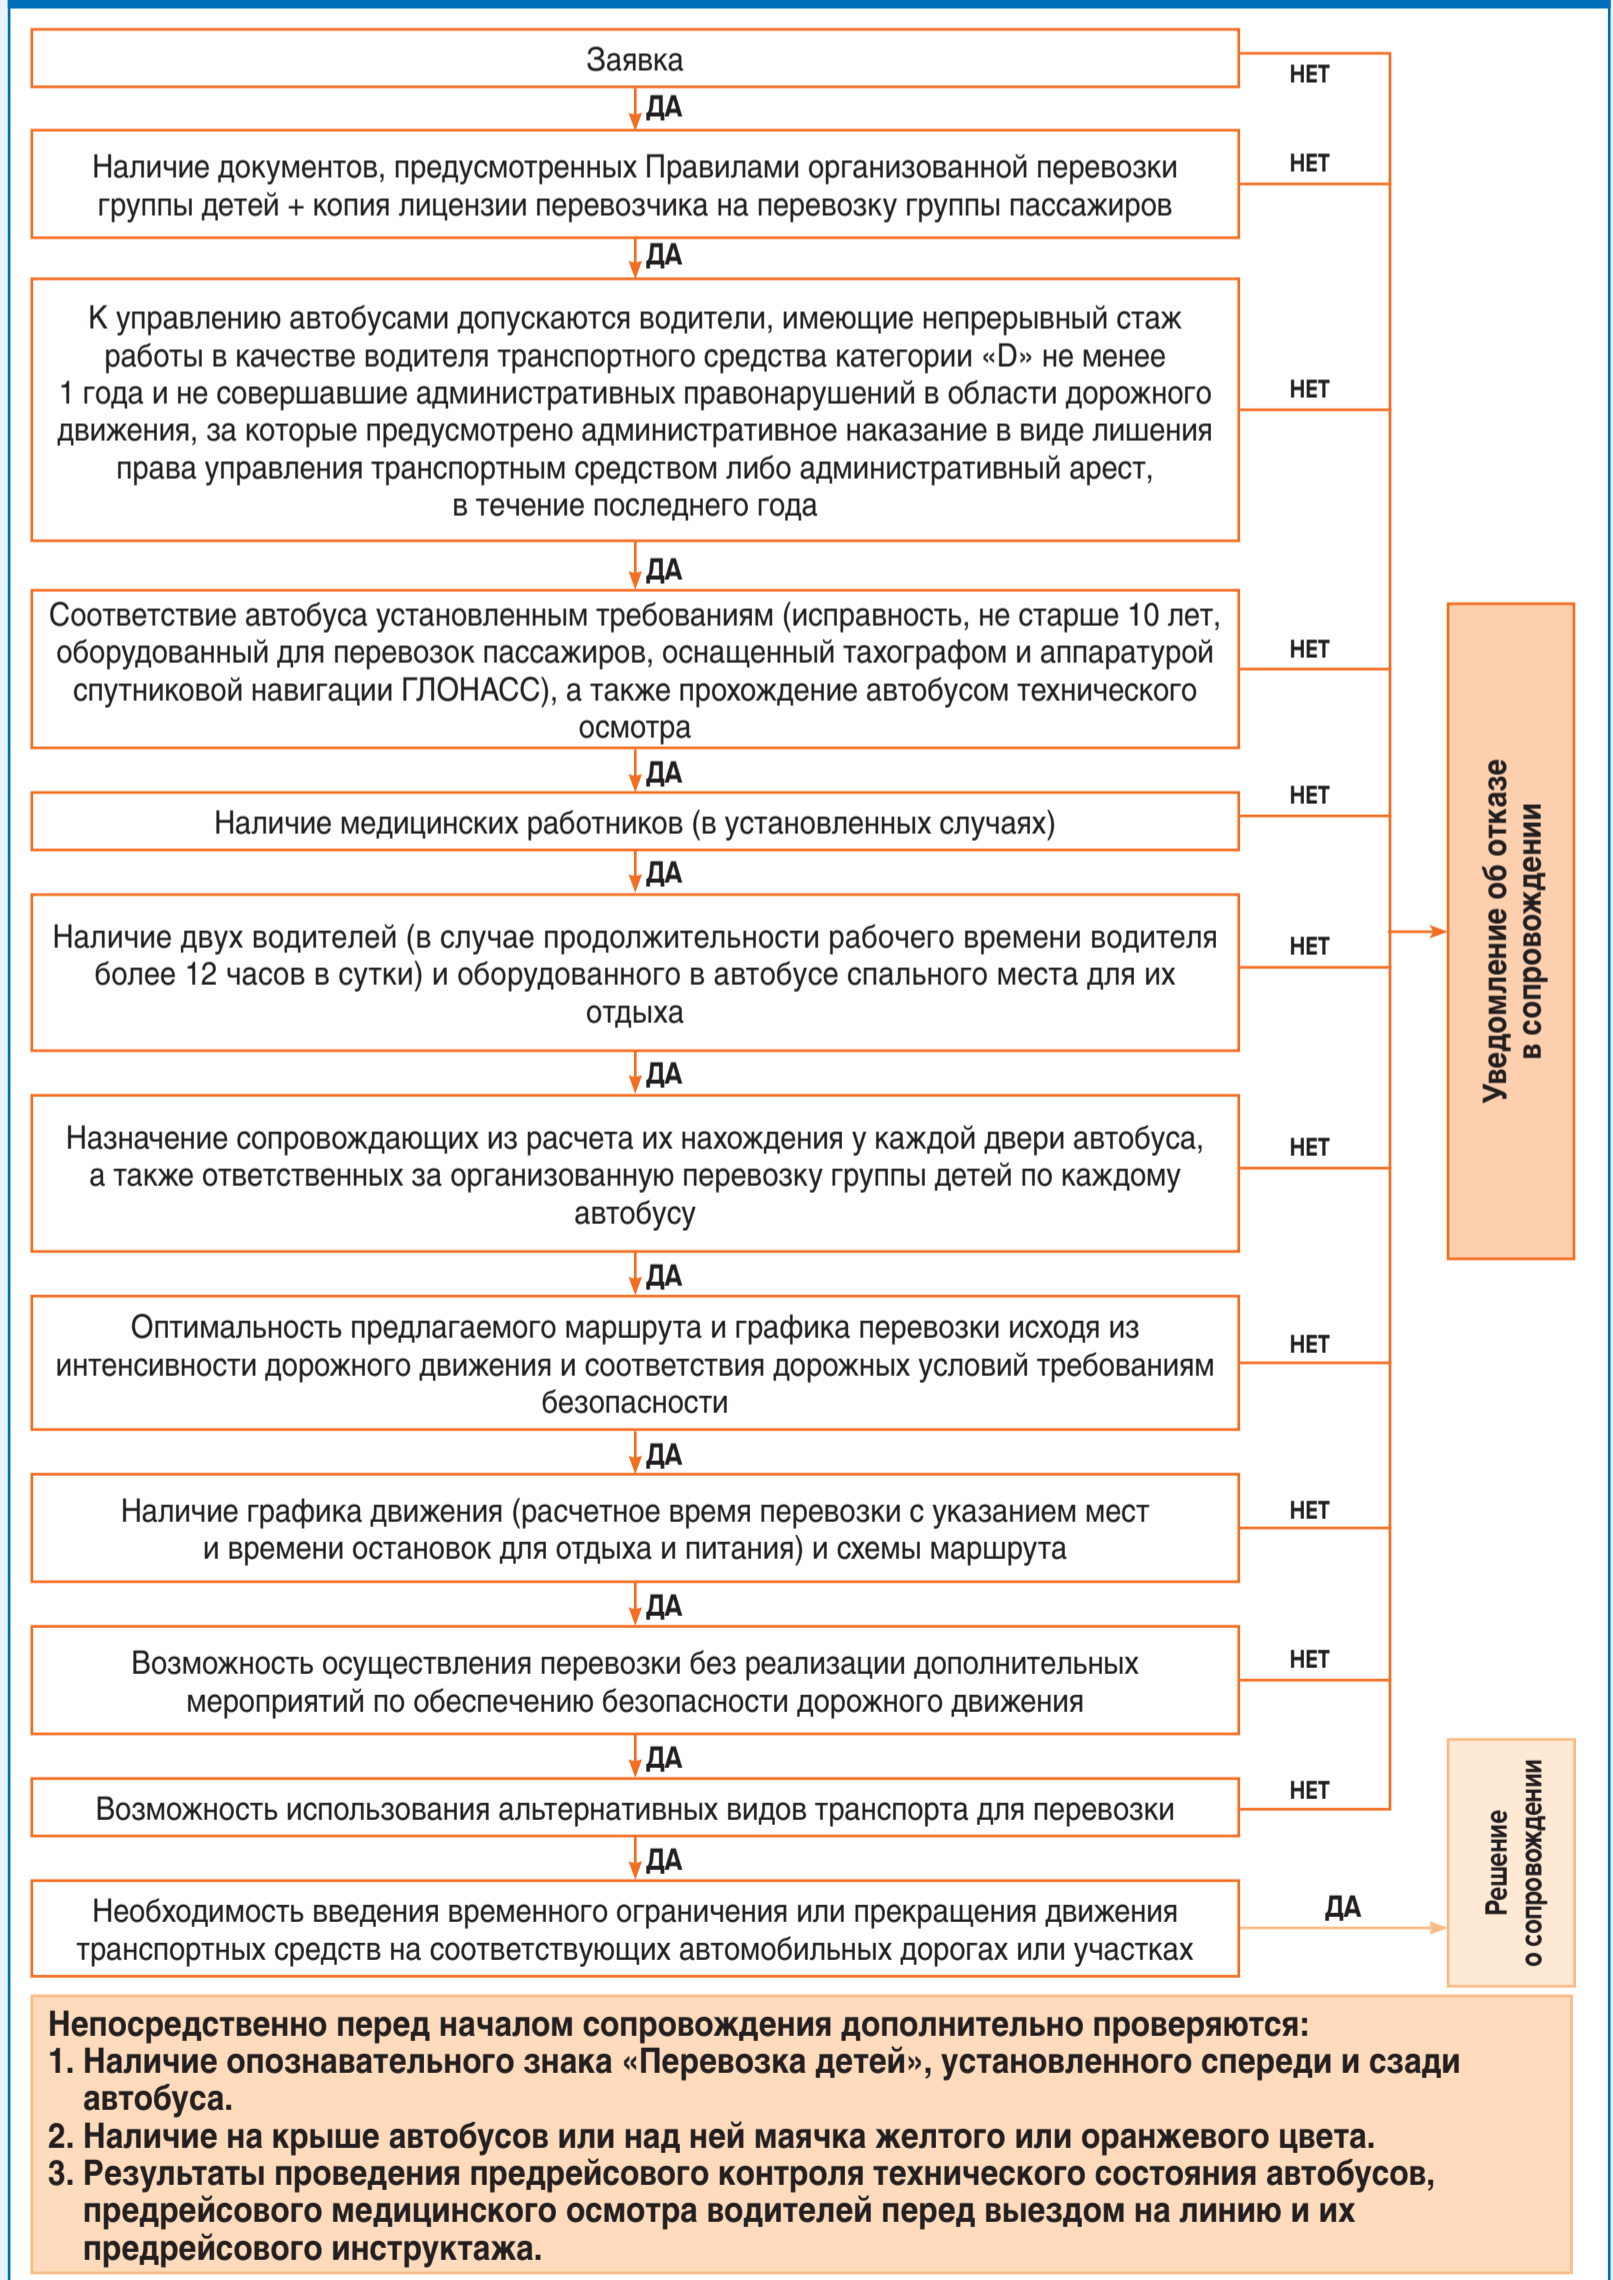 Заявка
НЕТ
ДА
Наличие документов, предусмотренных Правилами организованной перевозки
группы детей + копия лицензии перевозчика на перевозку группы пассажиров
НЕТ
ДА
К управлению автобусами допускаются водители, имеющие непрерывный стаж
работы в качестве водителя транспортного средства категории «D» не менее
1 года и не совершавшие административных правонарушений в области дорожного
движения, за которые предусмотрено административное наказание в виде лишения
права управления транспортным средством либо административный арест,
в течение последнего года
НЕТ
ДА
Соответствие автобуса установленным требованиям (исправность, не старше 10 лет,
оборудованный для перевозок пассажиров, оснащенный тахографом и аппаратурой
спутниковой навигации ГЛОНАСС), а также прохождение автобусом технического
осмотра
НЕТ
ДА
Наличие медицинских работников (в установленных случаях)
НЕТ
ДА
Наличие двух водителей (в случае продолжительности рабочего времени водителя
более 12 часов в сутки) и оборудованного в автобусе спального места для их
отдыха
НЕТ
ДА
Назначение сопровождающих из расчета их нахождения у каждой двери автобуса,
а также ответственных за организованную перевозку группы детей по каждому
автобусу
НЕТ
ДА
Оптимальность предлагаемого маршрута и графика перевозки исходя из
интенсивности дорожного движения и соответствия дорожных условий требованиям
безопасности
НЕТ
ДА
Наличие графика движения (расчетное время перевозки с указанием мест
и времени остановок для отдыха и питания) и схемы маршрута
НЕТ
ДА
Возможность осуществления перевозки без реализации дополнительных
мероприятий по обеспечению безопасности дорожного движения
НЕТ
ДА
Возможность использования альтернативных видов транспорта для перевозки
НЕТ
ДА
Необходимость введения временного ограничения или прекращения движения
транспортных средств на соответствующих автомобильных дорогах или участках
ДА
Уведомление об отказе
в сопровождении
Решение
о сопровождении
Непосредственно перед началом сопровождения дополнительно проверяются:
1. Наличие опознавательного знака «Перевозка детей», установленного спереди и сзади
автобуса.
2. Наличие на крыше автобусов или над ней маячка желтого или оранжевого цвета.
3. Результаты проведения предрейсового контроля технического состояния автобусов,
предрейсового медицинского осмотра водителей перед выездом на линию и их
предрейсового инструктажа.